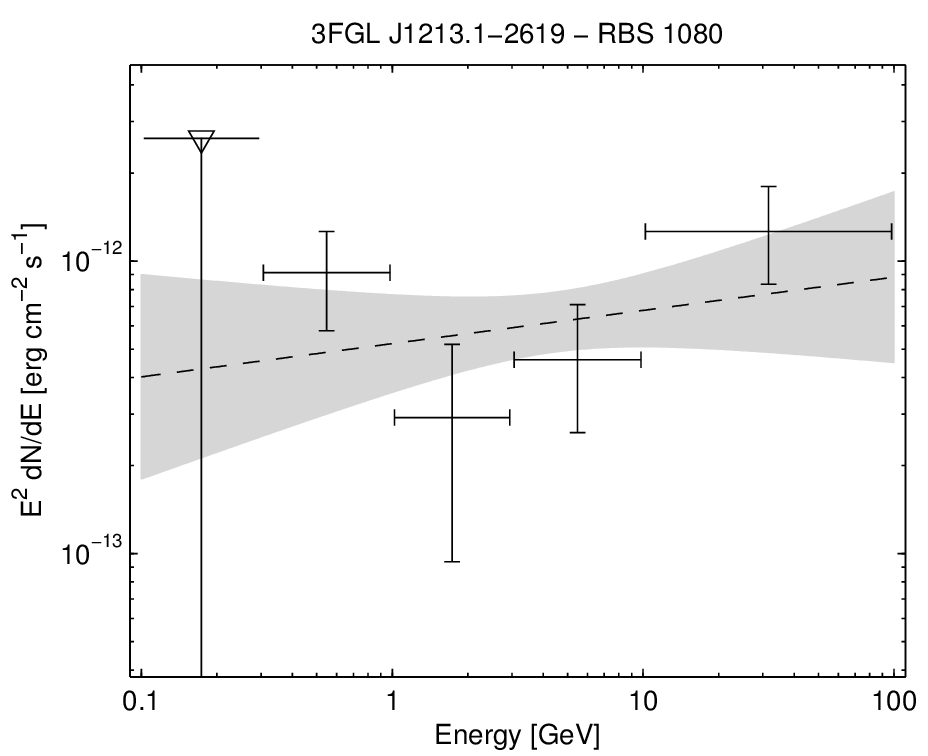 3FGL J1213.1−2619 − RBS 1080
E² dN/dE [erg cm⁻² s⁻¹]
10⁻¹²
10⁻¹³
0.1 1 10 100
Energy [GeV]